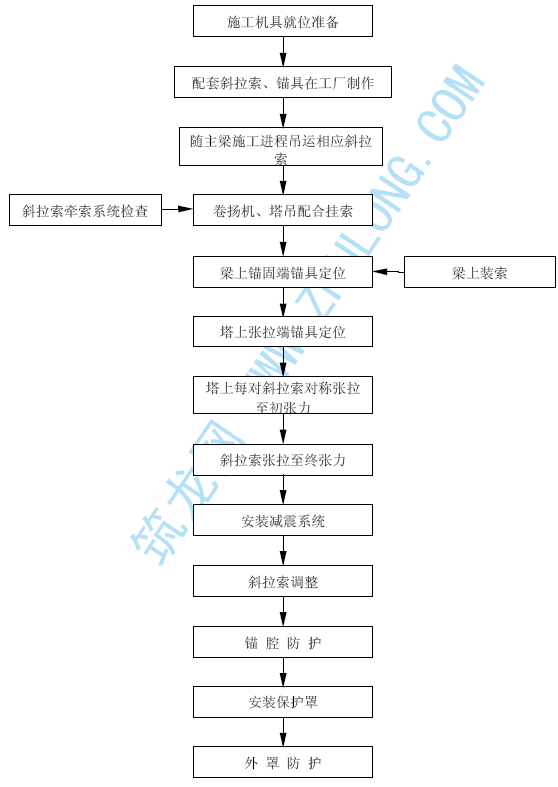 施工机具就位准备
配套斜拉索、锚具在工厂制作
随主梁施工进程吊运相应斜拉
索
斜拉索牵索系统检查
卷扬机、塔吊配合挂索
梁上锚固端锚具定位
梁上装索
塔上张拉端锚具定位
塔上每对斜拉索对称张拉
至初张力
斜拉索张拉至终张力
安装减震系统
斜拉索调整
锚 腔 防 护
安装保护罩
外 罩 防 护
筑龙网 WWW.ZHULONG.COM